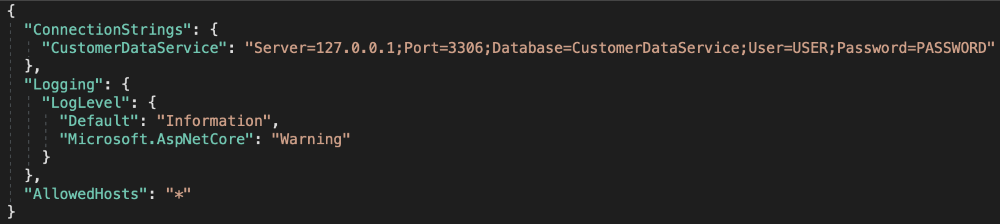 {
  "ConnectionStrings": {
    "CustomerDataService": "Server=127.0.0.1;Port=3306;Database=CustomerDataService;User=USER;Password=PASSWORD"
  },
  "Logging": {
    "LogLevel": {
      "Default": "Information",
      "Microsoft.AspNetCore": "Warning"
    }
  },
  "AllowedHosts": "*"
}